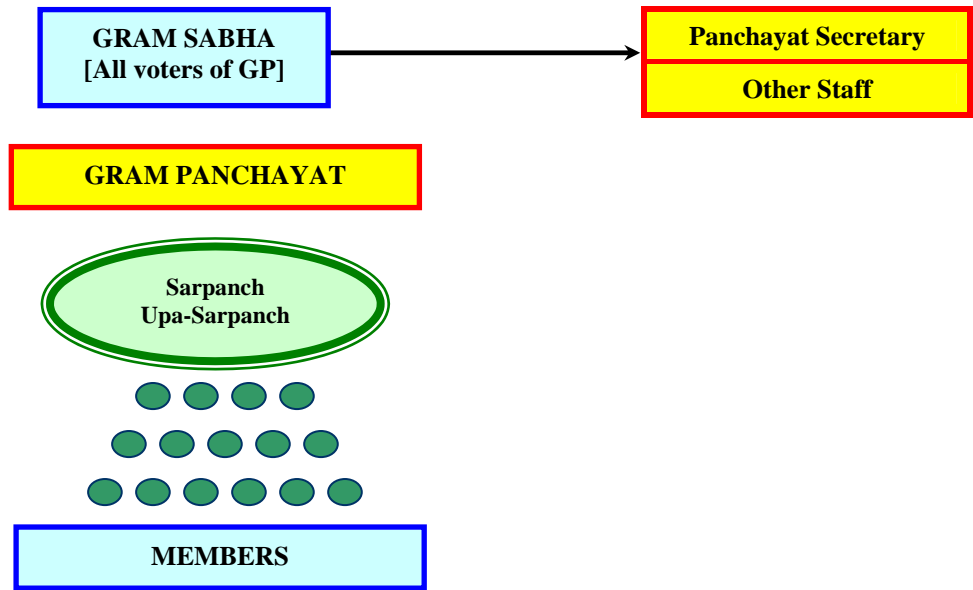 GRAM SABHA
[All voters of GP]
Panchayat Secretary
Other Staff
GRAM PANCHAYAT
Sarpanch
Upa-Sarpanch
MEMBERS